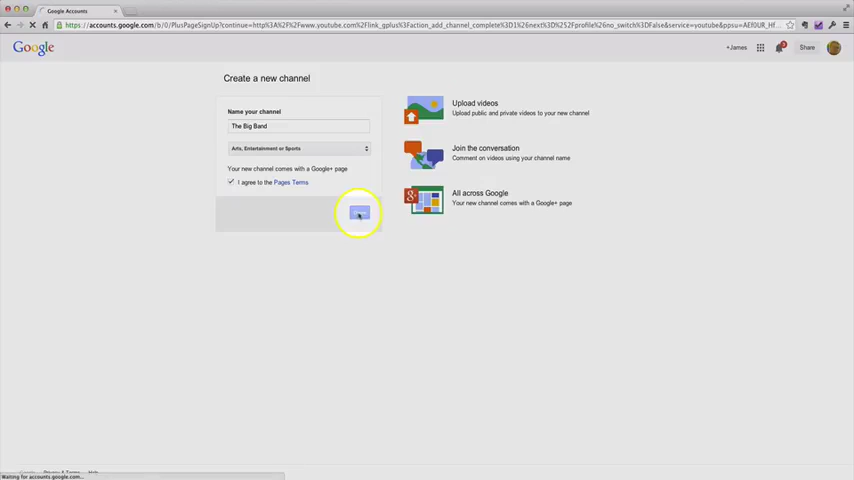 Google Accounts
https://accounts.google.com/b/0/PlusPageSignUp?continue=http%3A%2F%2Fwww.youtube.com%2Flink_gplus%3Faction_add_channel_complete%3D1%26next%3D%252Fprofile%26no_switch%3DFalse&service=youtube&ppsu=AEf0UR_Hf...
Google
+James
Share
Create a new channel
Name your channel
The Big Band
Arts, Entertainment or Sports
Your new channel comes with a Google+ page
I agree to the Pages Terms
Upload videos
Upload public and private videos to your new channel
Join the conversation
Comment on videos using your channel name
All across Google
Your new channel comes with a Google+ page
Google Privacy & Terms Help
Waiting for accounts.google.com...